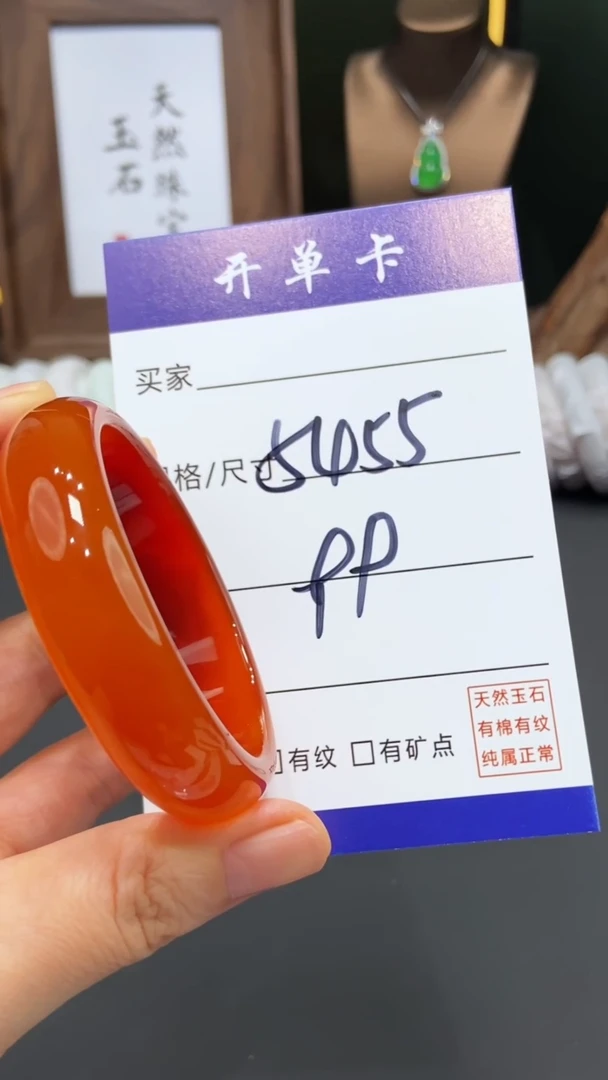 天然珠宝
玉石
开单卡
买家
格/尺寸 5455
PP
有纹 有矿点
天然玉石
有棉有纹
纯属正常